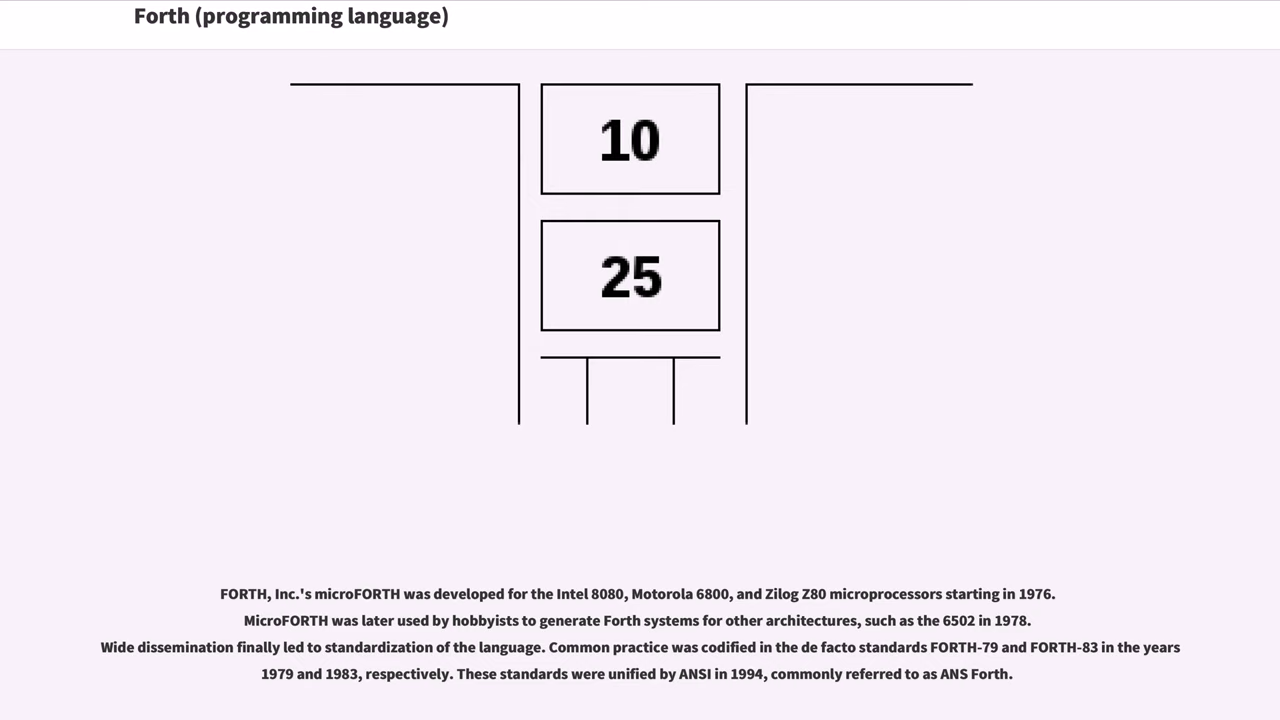 Forth (programming language)
10
25
FORTH, Inc.'s microFORTH was developed for the Intel 8080, Motorola 6800, and Zilog Z80 microprocessors starting in 1976.
MicroFORTH was later used by hobbyists to generate Forth systems for other architectures, such as the 6502 in 1978.
Wide dissemination finally led to standardization of the language. Common practice was codified in the de facto standards FORTH-79 and FORTH-83 in the years
1979 and 1983, respectively. These standards were unified by ANSI in 1994, commonly referred to as ANS Forth.